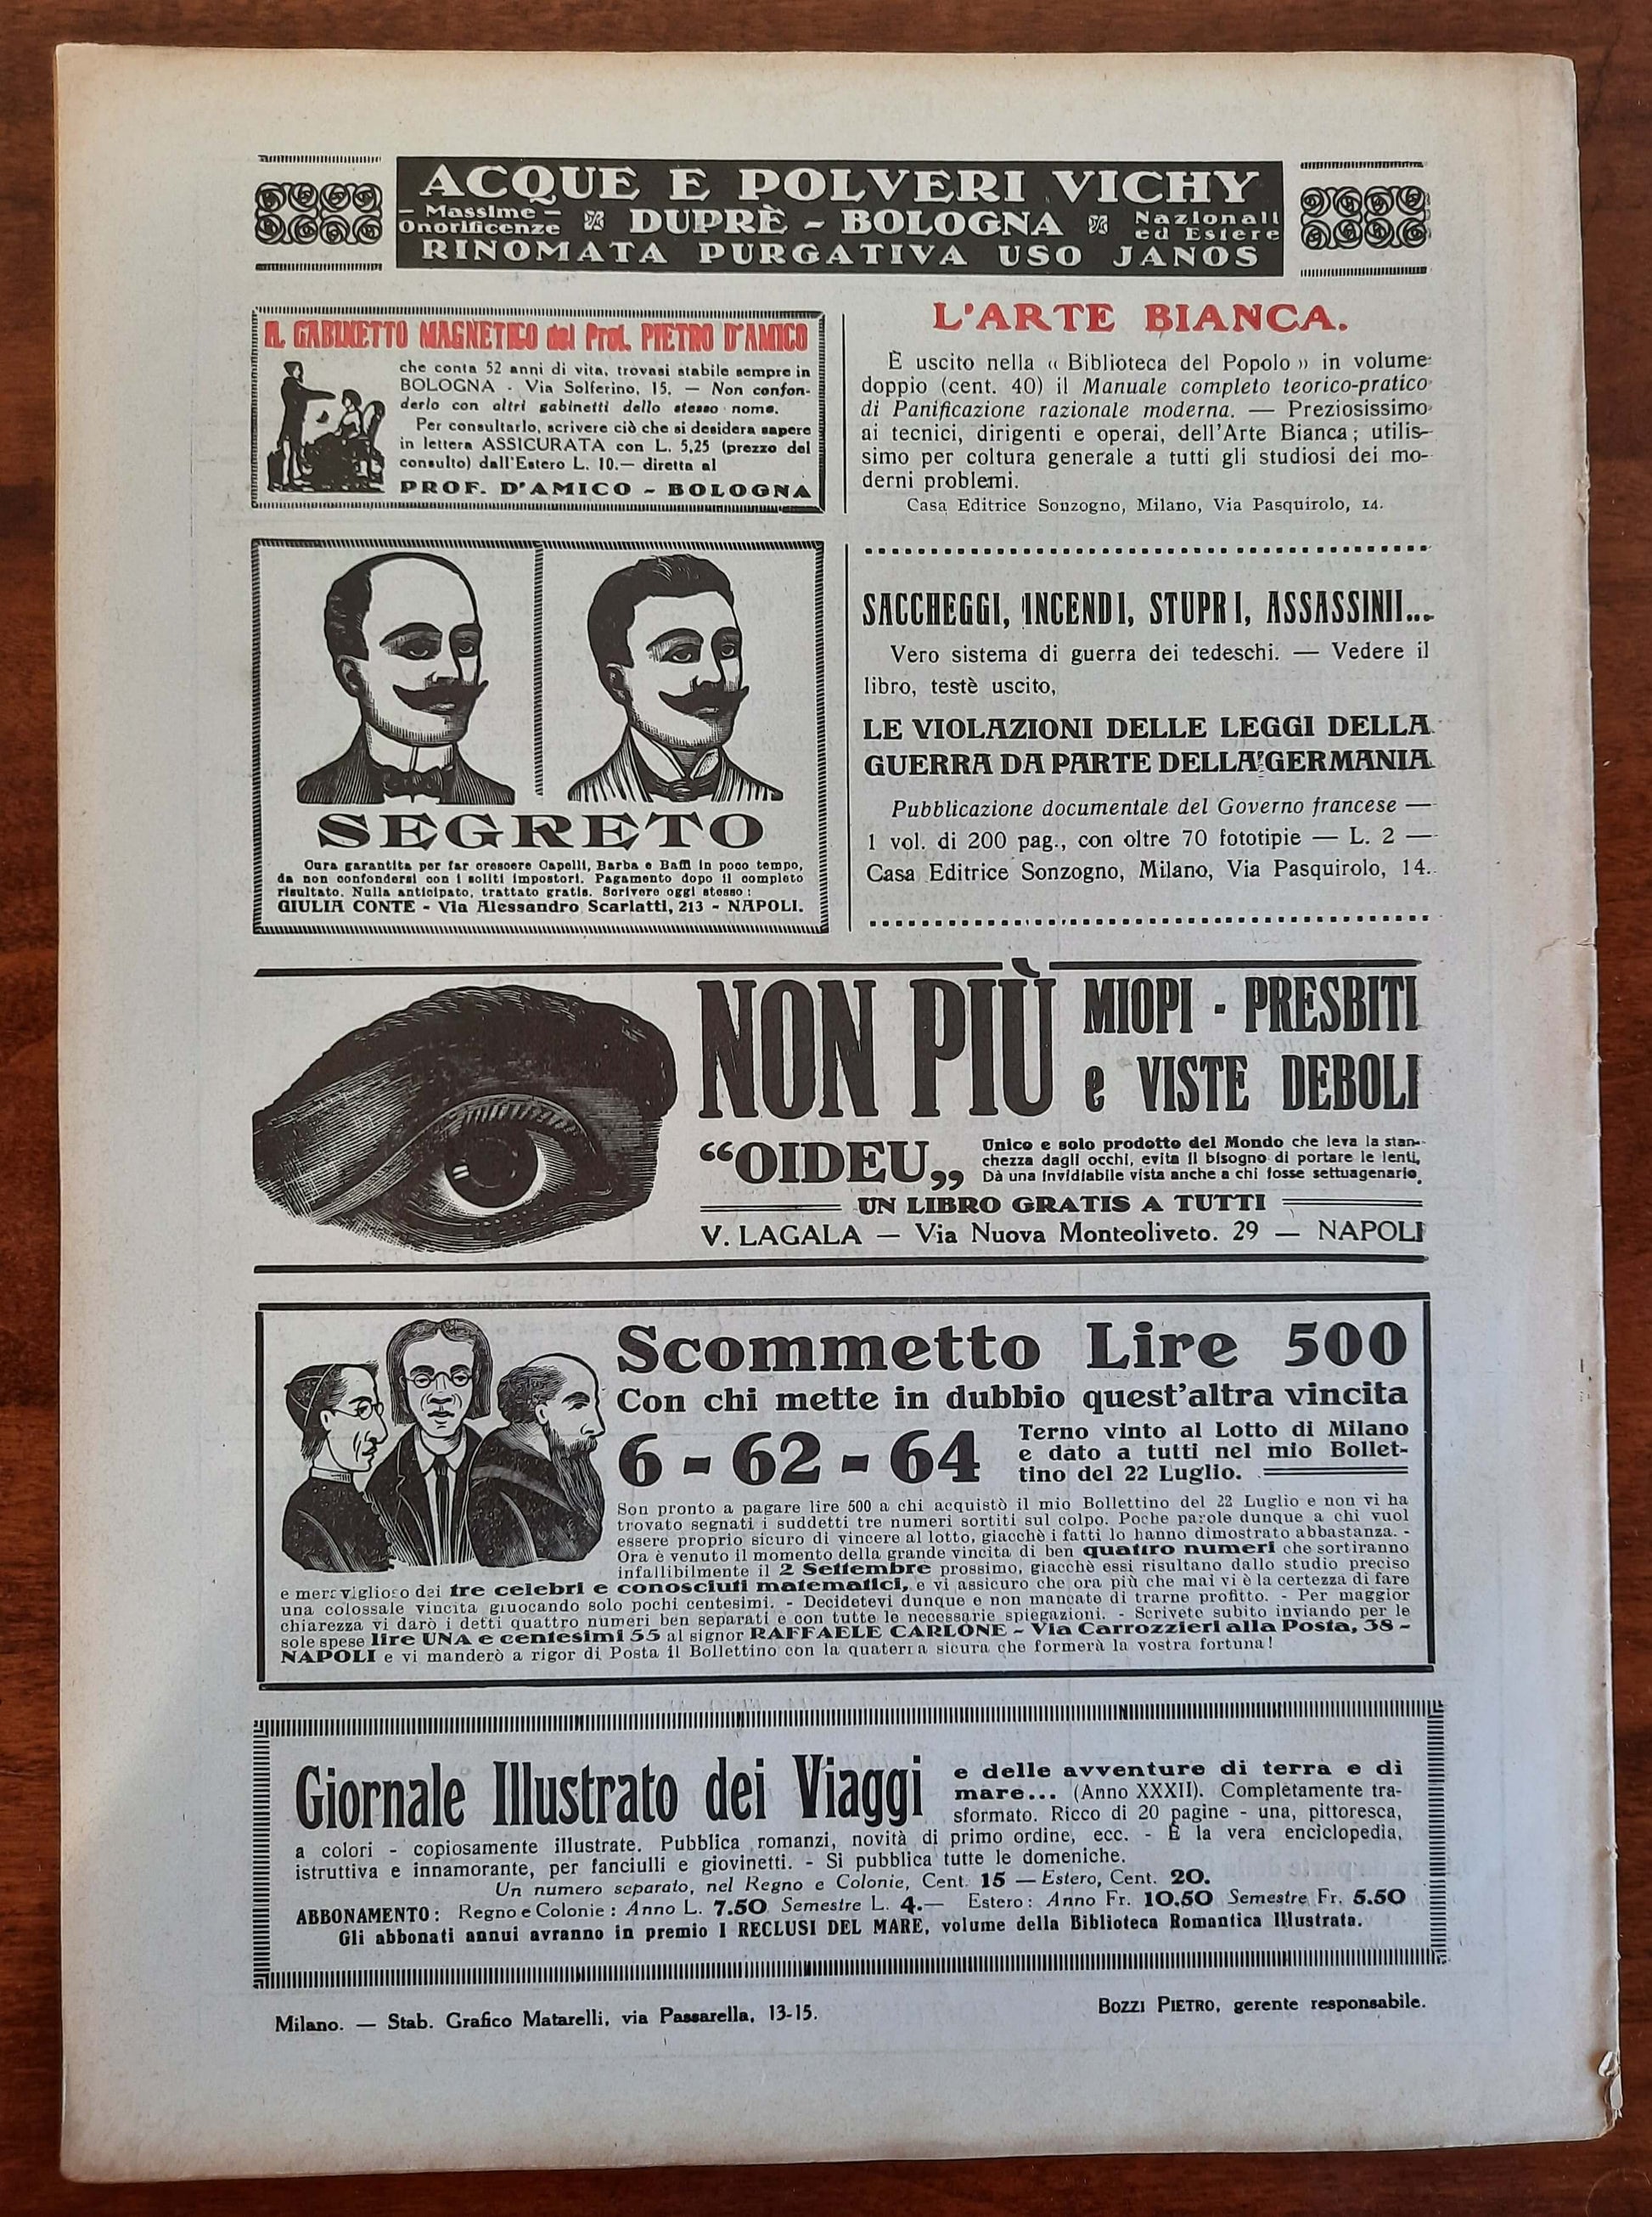 ACQUE E POLVERI VICHY
— Massime — Onorificenze
DUPRÈ - BOLOGNA
Nazionali ed Estere
RINOMATA PURGATIVA USO JANOS
IL GABINETTO MAGNETICO del Prof. PIETRO D'AMICO
che conta 52 anni di vita, trovasi stabile sempre in
BOLOGNA - Via Solferino, 15. — Non confon-
derlo con altri gabinetti dello stesso nome.
Per consultarlo, scrivere ciò che si desidera sapere
in lettera ASSICURATA con L. 5,25 (prezzo del
consulto) dall'Estero L. 10.— diretta al
PROF. D'AMICO - BOLOGNA
L'ARTE BIANCA.
È uscito nella « Biblioteca del Popolo » in volume
doppio (cent. 40) il Manuale completo teorico-pratico
di Panificazione razionale moderna. — Preziosissimo
ai tecnici, dirigenti e operai, dell'Arte Bianca; utilis-
simo per coltura generale a tutti gli studiosi dei mo-
derni problemi.
Casa Editrice Sonzogno, Milano, Via Pasquirolo, 14.
SEGRETO
Cura garantita per far crescere Capelli, Barba e Baffi in poco tempo,
da non confondersi con i soliti impostori. Pagamento dopo il completo
risultato. Nulla anticipato, trattato gratis. Scrivere oggi stesso:
GIULIA CONTE - Via Alessandro Scarlatti, 213 - NAPOLI.
SACCHEGGI, INCENDI, STUPRI, ASSASSINII...
Vero sistema di guerra dei tedeschi. — Vedere il
libro, testè uscito,
LE VIOLAZIONI DELLE LEGGI DELLA
GUERRA DA PARTE DELLA GERMANIA
Pubblicazione documentale del Governo francese —
1 vol. di 200 pag., con oltre 70 fototipie — L. 2 —
Casa Editrice Sonzogno, Milano, Via Pasquirolo, 14.
NON PIÙ
MIOPI - PRESBITI
e VISTE DEBOLI
“OIDEU„
Unico e solo prodotto del Mondo che leva la stan-
chezza dagli occhi, evita il bisogno di portare le lenti.
Dà una invidiabile vista anche a chi fosse settuagenario.
UN LIBRO GRATIS A TUTTI
V. LAGALA — Via Nuova Monteoliveto. 29 — NAPOLI
Scommetto Lire 500
Con chi mette in dubbio quest'altra vincita
6 - 62 - 64
Terno vinto al Lotto di Milano
e dato a tutti nel mio Bollet-
tino del 22 Luglio.
Son pronto a pagare lire 500 a chi acquistò il mio Bollettino del 22 Luglio e non vi ha
trovato segnati i suddetti tre numeri sortiti sul colpo. Poche parole dunque a chi vuol
essere proprio sicuro di vincere al lotto, giacchè i fatti lo hanno dimostrato abbastanza. -
Ora è venuto il momento della grande vincita di ben quattro numeri che sortiranno
infallibilmente il 2 Settembre prossimo, giacchè essi risultano dallo studio preciso
e meraviglioso dei tre celebri e conosciuti matematici, e vi assicuro che ora più che mai vi è la certezza di fare
una colossale vincita giuocando solo pochi centesimi. - Decidetevi dunque e non mancate di trarne profitto. - Per maggior
chiarezza vi darò i detti quattro numeri ben separati e con tutte le necessarie spiegazioni. - Scrivete subito inviando per le
sole spese lire UNA e centesimi 55 al signor RAFFAELE CARLONE - Via Carrozzieri alla Posta, 38 -
NAPOLI e vi manderò a rigor di Posta il Bollettino con la quaterna sicura che formerà la vostra fortuna!
Giornale Illustrato dei Viaggi
e delle avventure di terra e di
mare... (Anno XXXII). Completamente tra-
sformato. Ricco di 20 pagine - una, pittoresca,
a colori - copiosamente illustrate. Pubblica romanzi, novità di primo ordine, ecc. - È la vera enciclopedia,
istruttiva e innamorante, per fanciulli e giovinetti. - Si pubblica tutte le domeniche.
Un numero separato, nel Regno e Colonie, Cent. 15 — Estero, Cent. 20.
ABBONAMENTO: Regno e Colonie: Anno L. 7.50 Semestre L. 4.— Estero: Anno Fr. 10.50 Semestre Fr. 5.50
Gli abbonati annui avranno in premio I RECLUSI DEL MARE, volume della Biblioteca Romantica Illustrata.
Milano. — Stab. Grafico Matarelli, via Passarella, 13-15.
BOZZI PIETRO, gerente responsabile.